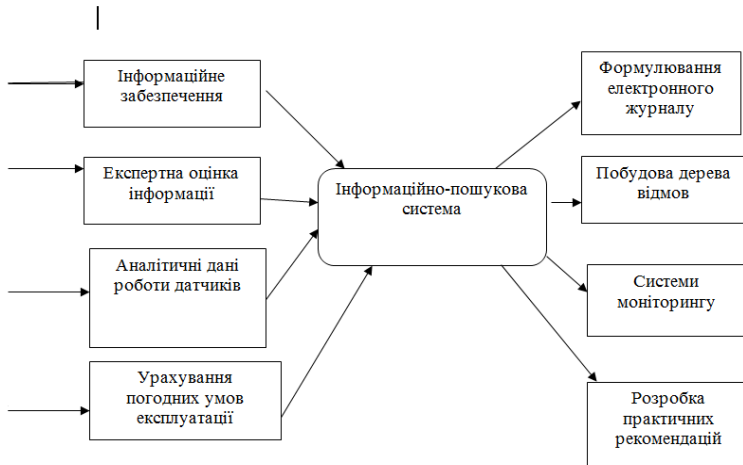 Інформаційне
забезпечення
Експертна оцінка
інформації
Аналітичні дані
роботи датчиків
Урахування
погодних умов
експлуатації
Інформаційно-пошукова
система
Формулювання
електронного
журналу
Побудова дерева
відмов
Системи
моніторингу
Розробка
практичних
рекомендацій